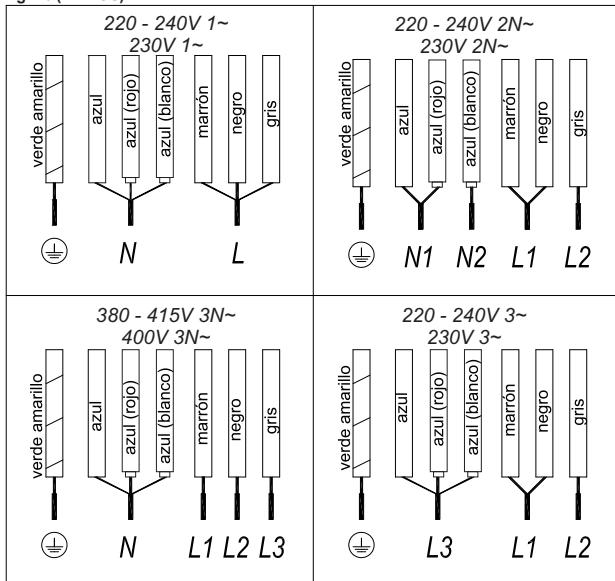 220 - 240V 1~
230V 1~
verde amarillo
azul
azul (rojo)
azul (blanco)
marrón
negro
gris
N
L
220 - 240V 2N~
230V 2N~
verde amarillo
azul
azul (rojo)
azul (blanco)
marrón
negro
gris
N1 N2 L1 L2
380 - 415V 3N~
400V 3N~
verde amarillo
azul
azul (rojo)
azul (blanco)
marrón
negro
gris
N L1 L2 L3
220 - 240V 3~
230V 3~
verde amarillo
azul
azul (rojo)
azul (blanco)
marrón
negro
gris
L3 L1 L2